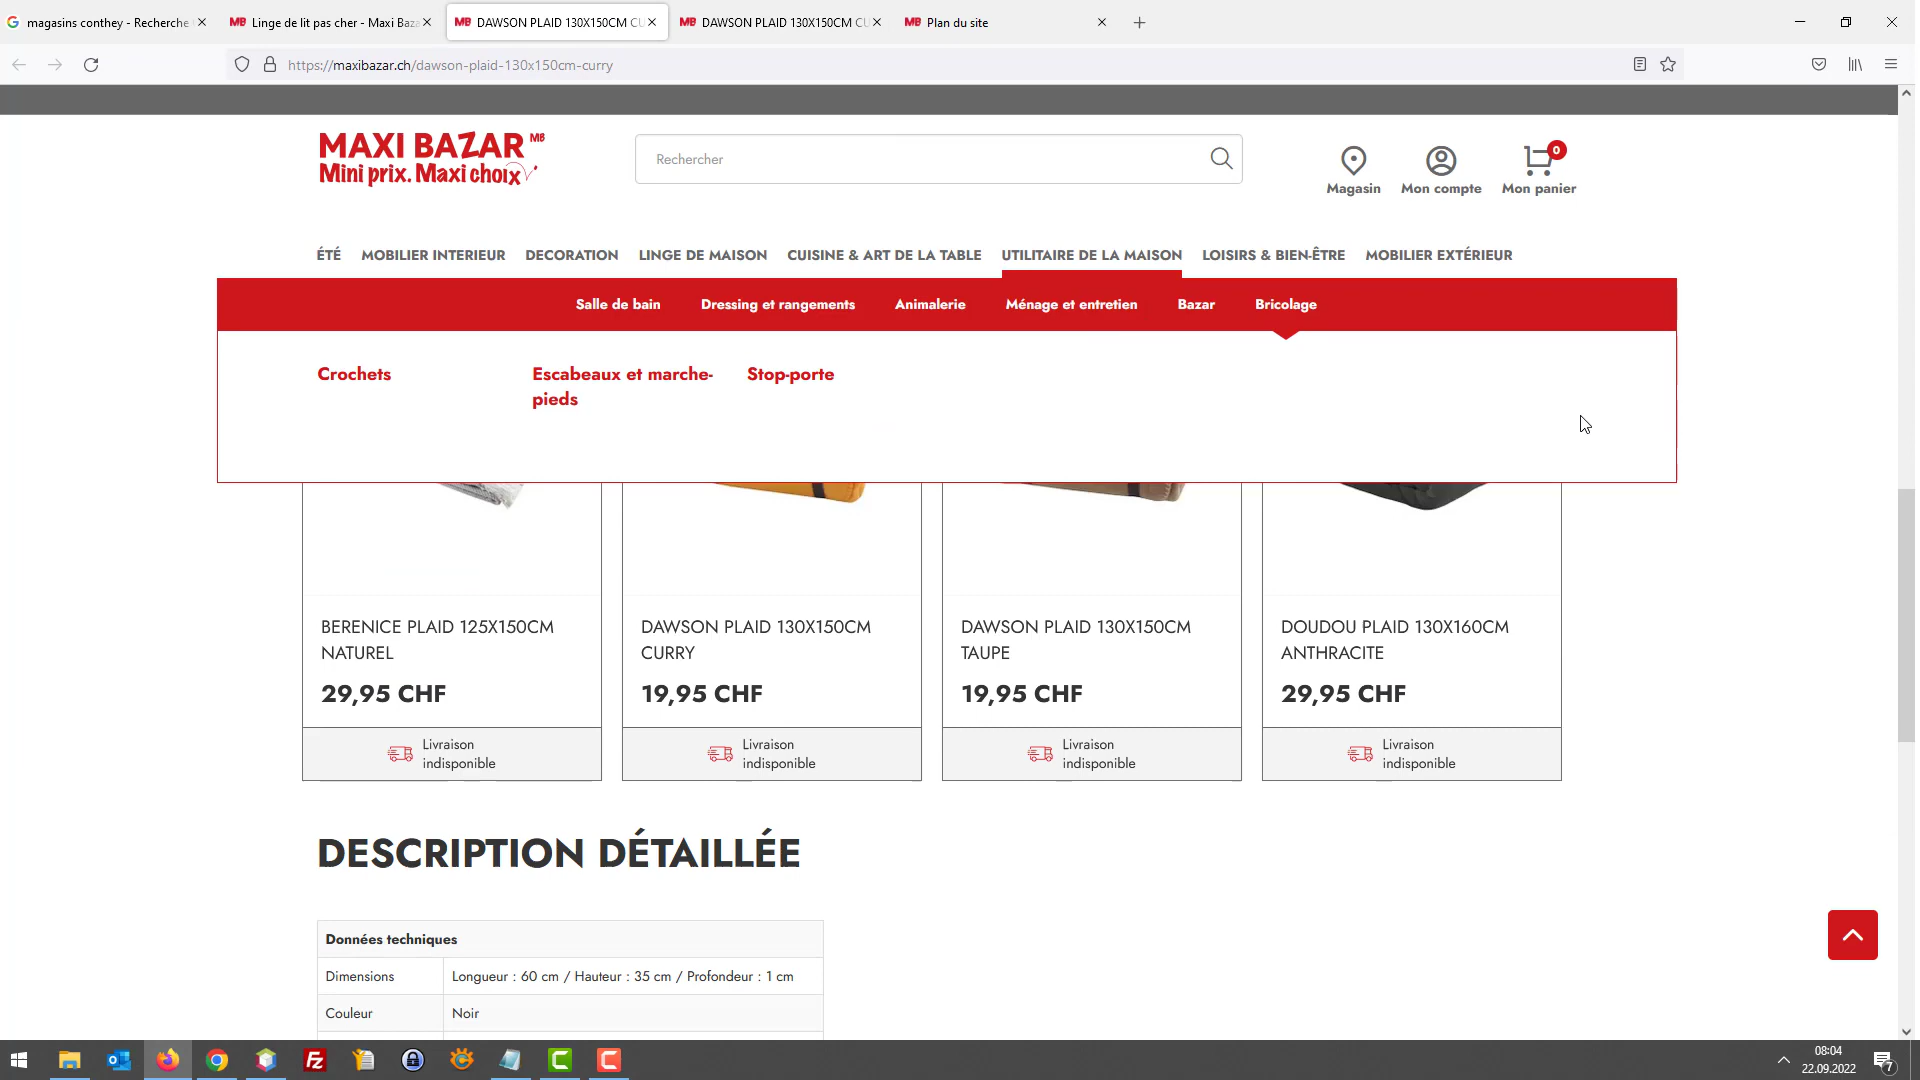 magasins conthey - Recherche
Linge de lit pas cher - Maxi Baza
DAWSON PLAID 130X150CM CU
DAWSON PLAID 130X150CM CU
Plan du site
https://maxibazar.ch/dawson-plaid-130x150cm-curry
MAXI BAZAR MB
Mini prix. Maxi choix
Rechercher
Magasin
Mon compte
0
Mon panier
ÉTÉ MOBILIER INTERIEUR DECORATION LINGE DE MAISON CUISINE & ART DE LA TABLE UTILITAIRE DE LA MAISON LOISIRS & BIEN-ÊTRE MOBILIER EXTÉRIEUR
Salle de bain Dressing et rangements Animalerie Ménage et entretien Bazar Bricolage
Crochets
Escabeaux et marche-
pieds
Stop-porte
BERENICE PLAID 125X150CM
NATUREL
29,95 CHF
Livraison
indisponible
DAWSON PLAID 130X150CM
CURRY
19,95 CHF
Livraison
indisponible
DAWSON PLAID 130X150CM
TAUPE
19,95 CHF
Livraison
indisponible
DOUDOU PLAID 130X160CM
ANTHRACITE
29,95 CHF
Livraison
indisponible
DESCRIPTION DÉTAILLÉE
Données techniques
Dimensions Longueur : 60 cm / Hauteur : 35 cm / Profondeur : 1 cm
Couleur Noir
08:04
22.09.2022
7